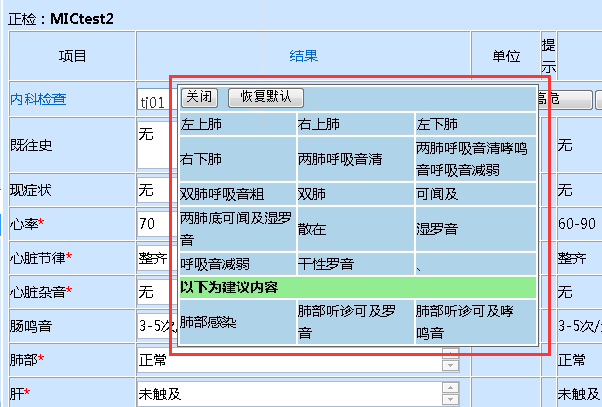 正检：MICtest2
项目
结果
单位
提
示
内科检查
tj01
关闭
恢复默认
高危
左上肺
右上肺
左下肺
既往史
无
右下肺
两肺呼吸音清
两肺呼吸音清哮鸣
音呼吸音减弱
无
现症状
无
双肺呼吸音粗
双肺
可闻及
无
心率*
70
两肺底可闻及湿罗
音
散在
湿罗音
60-90
心脏节律*
整齐
呼吸音减弱
干性罗音
、
整齐
以下为建议内容
心脏杂音*
无
肺部感染
肺部听诊可及罗
音
肺部听诊可及哮
鸣音
无
肠鸣音
3-5次/
3-5次/
肺部*
正常
正常
肝*
未触及
未触及